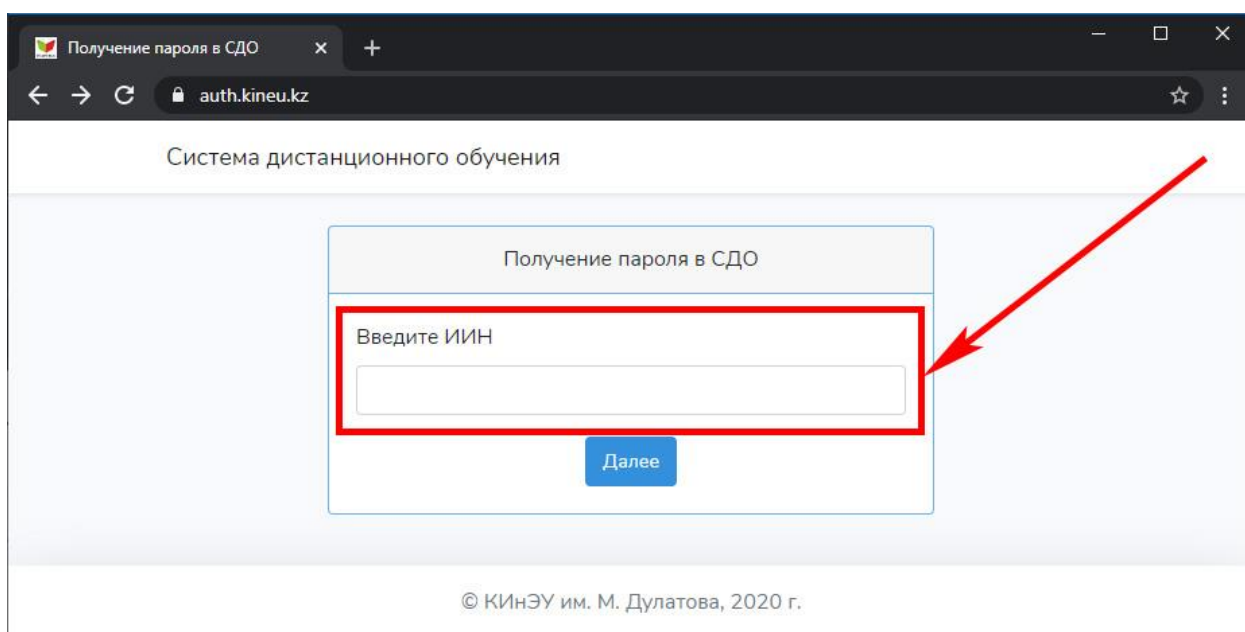 Получение пароля в СДО
auth.kineu.kz
Система дистанционного обучения
Получение пароля в СДО
Введите ИИН
Далее
© КИнЭУ им. М. Дулатова, 2020 г.